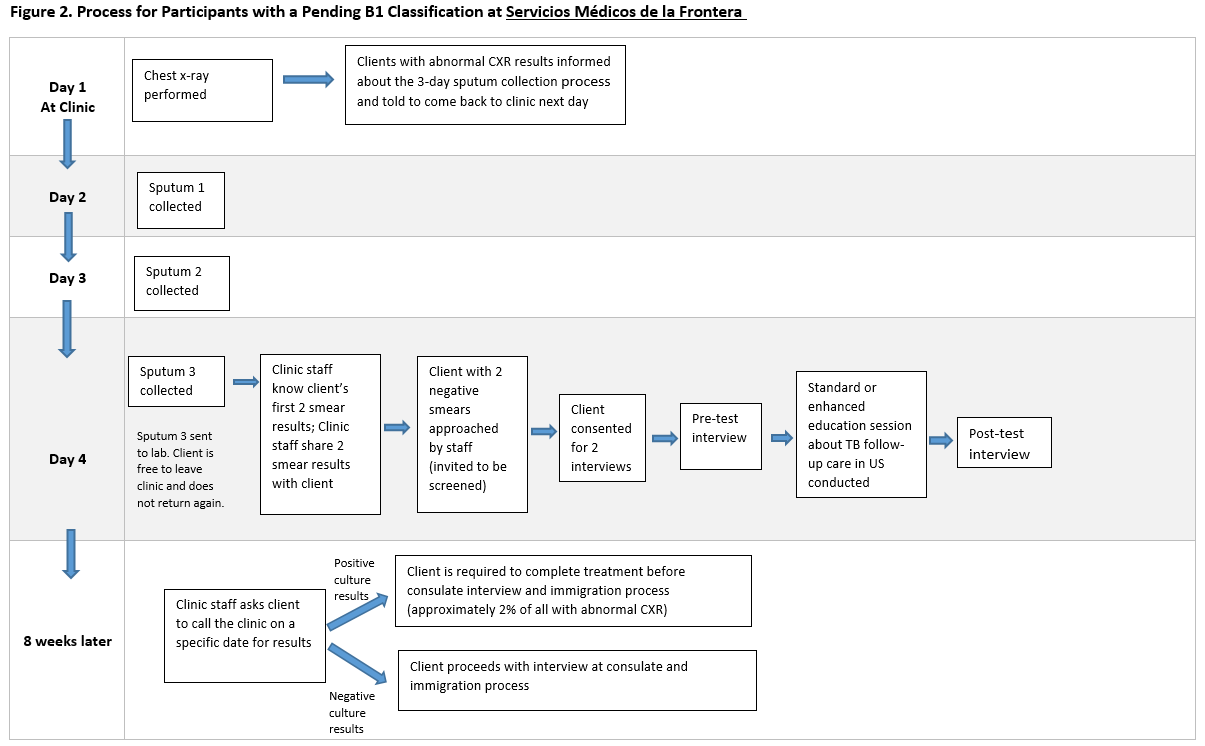 Figure 2. Process for Participants with a Pending B1 Classification at Servicios Médicos de la Frontera
Day 1
At Clinic
Chest x-ray
performed
Clients with abnormal CXR results informed
about the 3-day sputum collection process
and told to come back to clinic next day
Day 2
Sputum 1
collected
Day 3
Sputum 2
collected
Day 4
Sputum 3
collected
Sputum 3 sent
to lab. Client is
free to leave
clinic and does
not return again.
Clinic staff
know client's
first 2 smear
results; Clinic
staff share 2
smear results
with client
Client with 2
negative
smears
approached
by staff
(invited to be
screened)
Client
consented
for 2
interviews
Pre-test
interview
Standard or
enhanced
education session
about TB follow-
up care in US
conducted
Post-test
interview
8 weeks later
Clinic staff asks client
to call the clinic on a
specific date for results
Positive
culture
results
Client is required to complete treatment before
consulate interview and immigration process
(approximately 2% of all with abnormal CXR)
Negative
culture
results
Client proceeds with interview at consulate and
immigration process